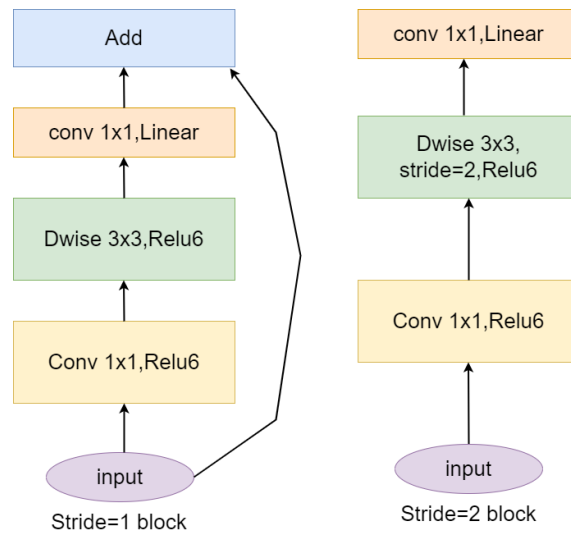 Add
conv 1x1,Linear
Dwise 3x3,Relu6
Conv 1x1,Relu6
input
Stride=1 block
conv 1x1,Linear
Dwise 3x3,
stride=2,Relu6
Conv 1x1,Relu6
input
Stride=2 block